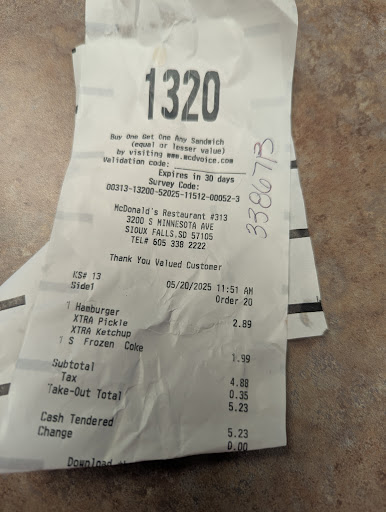 1320
Buy One Get One Any Sandwich
(equal or lesser value)
by visiting www.mcdvoice.com
Validation code:
Expires in 30 days
Survey Code:
00313-13200-52025-11512-00052-3
McDonald's Restaurant #313
3200 S MINNESOTA AVE
SIOUX FALLS,SD 57105
TEL# 605 338 2222
Thank You Valued Customer
KS# 13 05/20/2025 11:51 AM
Side1 Order 20
1 Hamburger 2.89
XTRA Pickle
XTRA Ketchup
1 S Frozen Coke 1.99
Subtotal 4.88
Tax 0.35
Take-Out Total 5.23
Cash Tendered 5.23
Change 0.00
Download